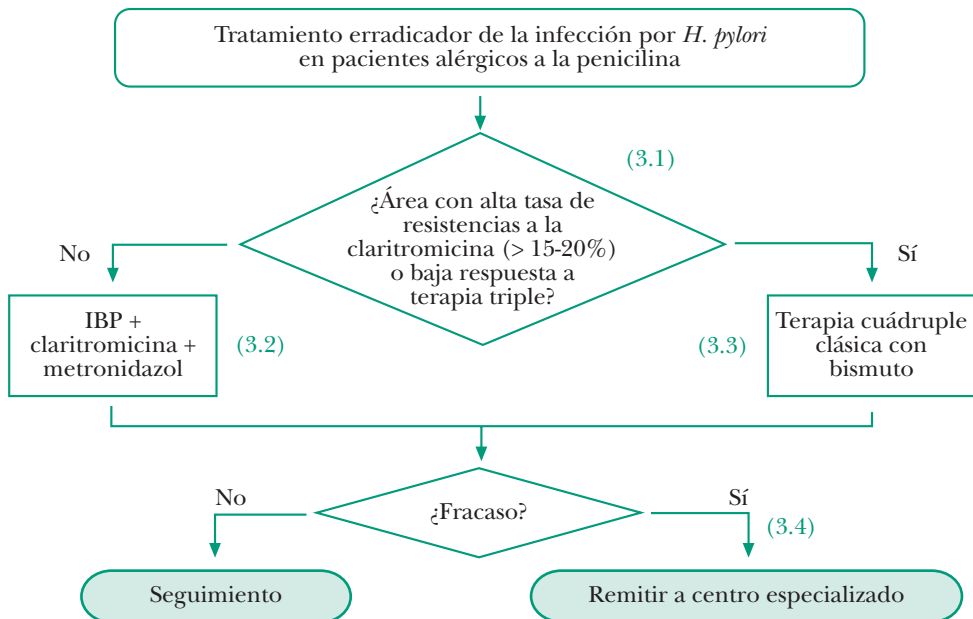 Tratamiento erradicador de la infección por H. pylori
en pacientes alérgicos a la penicilina
(3.1)
¿Área con alta tasa de
resistencias a la
claritromicina (> 15-20%)
o baja respuesta a
terapia triple?
No
Sí
IBP +
claritromicina +
metronidazol
(3.2)
(3.3)
Terapia cuádruple
clásica con
bismuto
No
¿Fracaso?
Sí
(3.4)
Seguimiento
Remitir a centro especializado